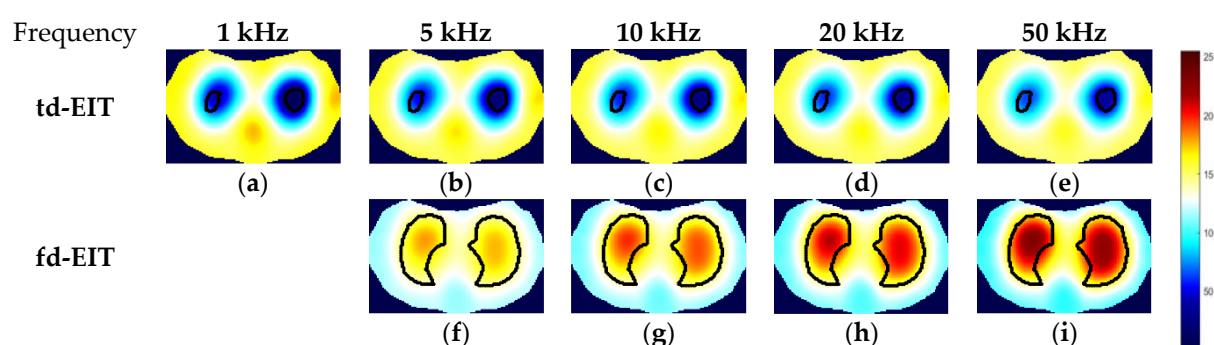 Frequency 1 kHz 5 kHz 10 kHz 20 kHz 50 kHz
td-EIT
(a) (b) (c) (d) (e)
fd-EIT
(f) (g) (h) (i)
25
20
15
10
50